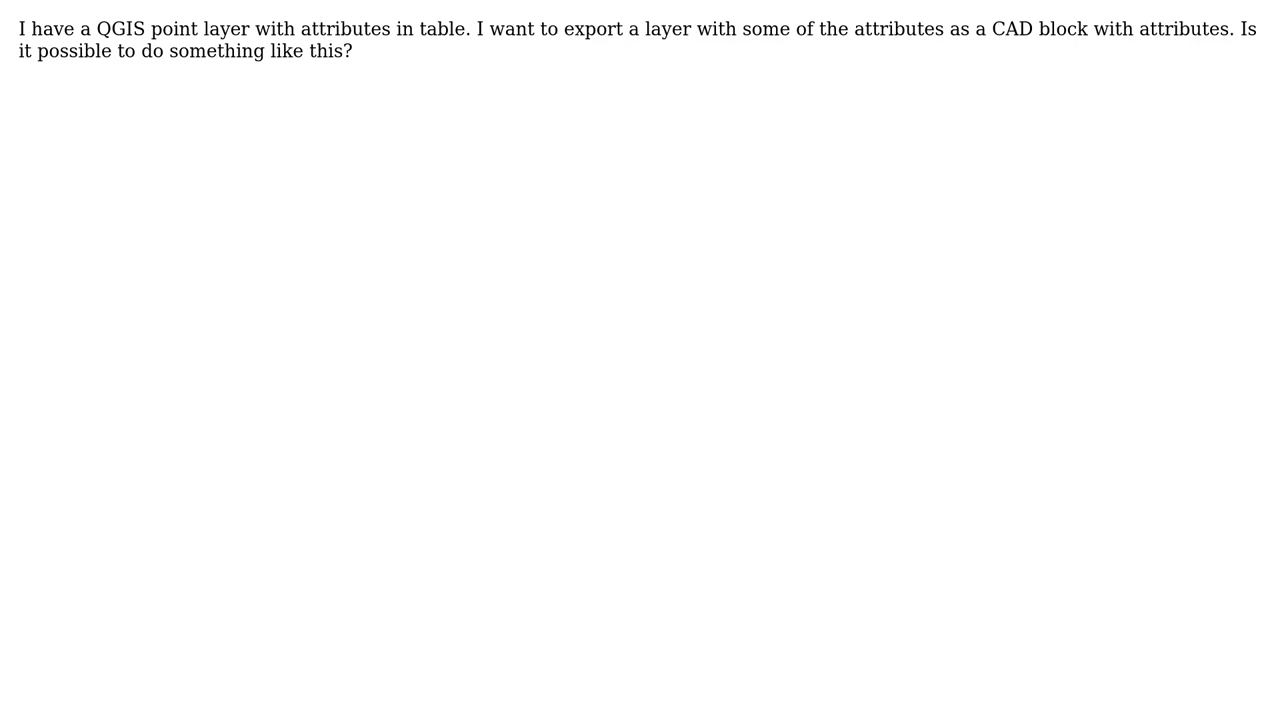 I have a QGIS point layer with attributes in table. I want to export a layer with some of the attributes as a CAD block with attributes. Is
it possible to do something like this?